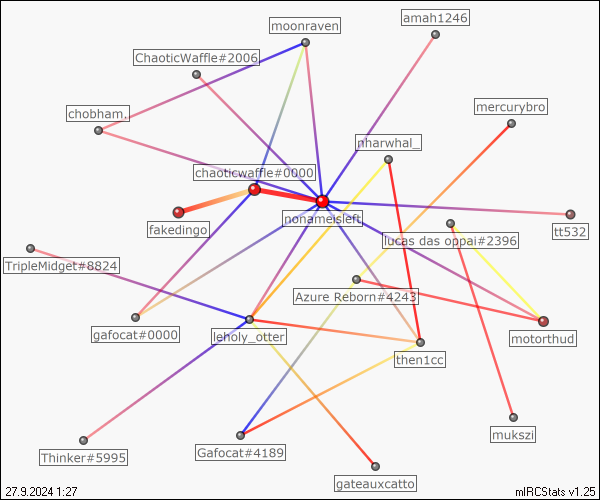 amah1246
moonraven
ChaoticWaffle#2006
mercurybro
chobham.
nharwhal_
chaoticwaffle#0000
nonameisleft
fakedingo
tt532
lucas das oppai#2396
TripleMidget#8824
Azure Reborn#4243
gafocat#0000
leholy_otter
motorthud
then1cc
mukszi
Gafocat#4189
Thinker#5995
gateauxcatto
27.9.2024 1:27
mIRCStats v1.25